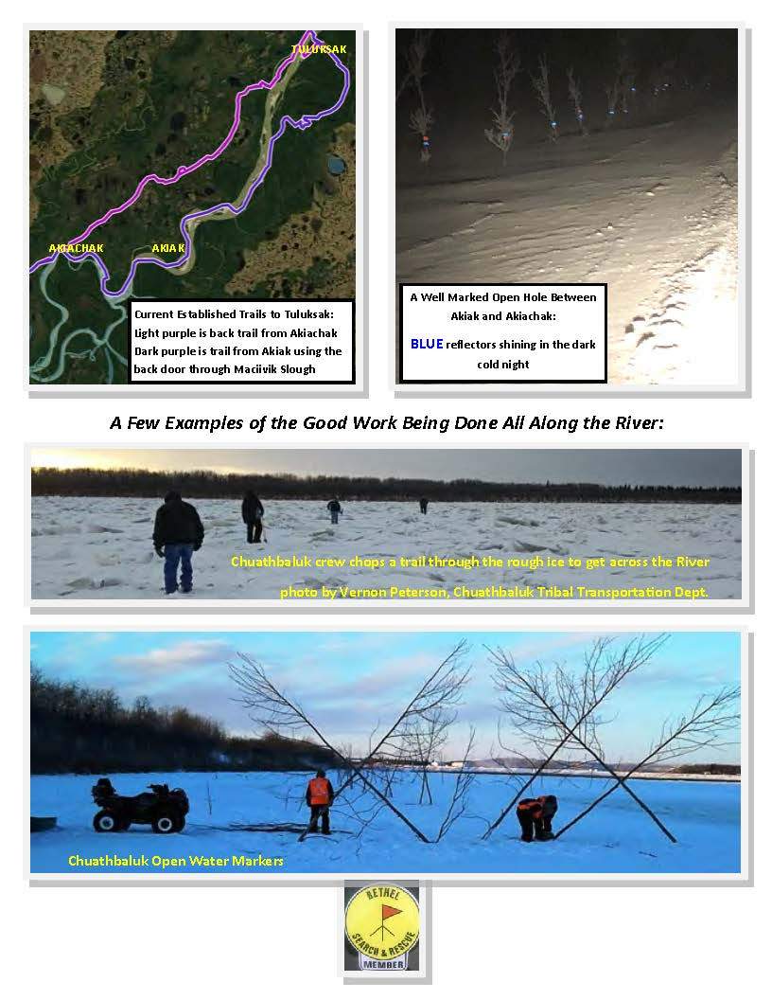 TULUKSAK
AKIACHAK
AKIAK
Current Established Trails to Tuluksak:
Light purple is back trail from Akiachak
Dark purple is trail from Akiak using the
back door through Maciivik Slough
A Well Marked Open Hole Between
Akiak and Akiachak:
BLUE reflectors shining in the dark
cold night
A Few Examples of the Good Work Being Done All Along the River:
Chuathbaluk crew chops a trail through the rough ice to get across the River
photo by Vernon Peterson, Chuathbaluk Tribal Transportation Dept.
Chuathbaluk Open Water Markers
BETHEL
SEARCH & RESCUE
MEMBER